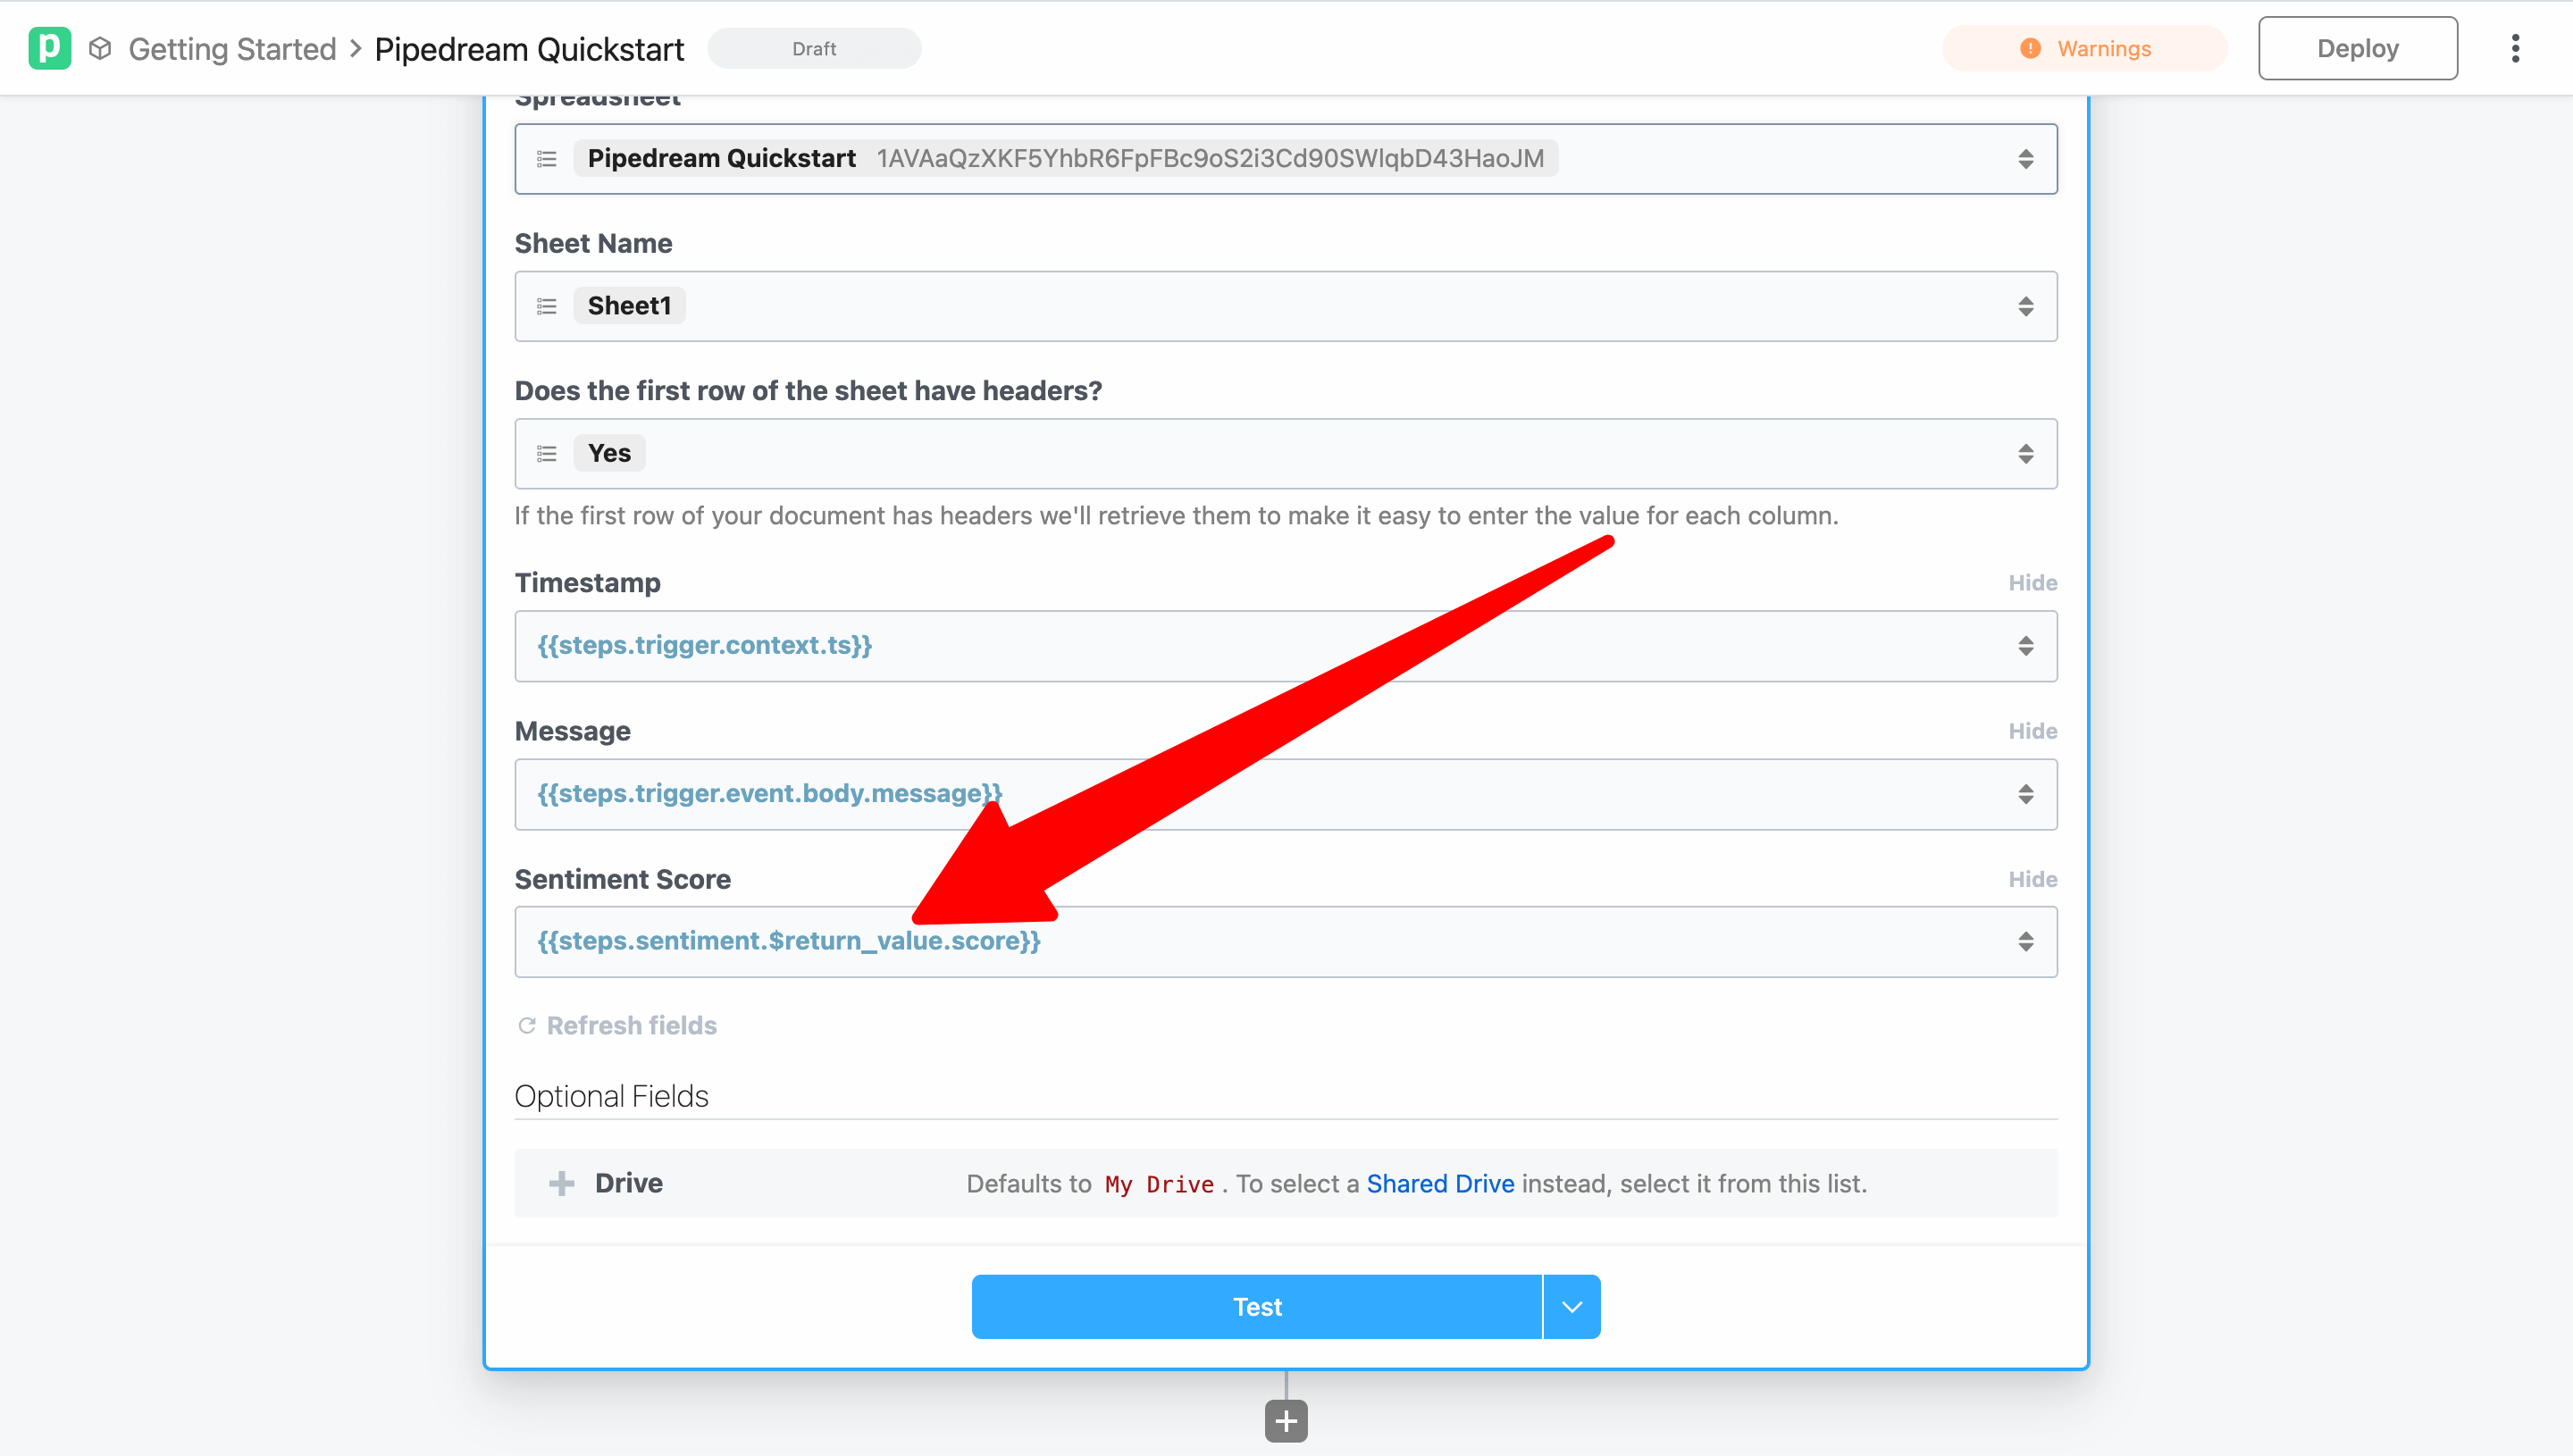 p Getting Started > Pipedream Quickstart Draft Warnings Deploy
Spreadsheet
Pipedream Quickstart 1AVAaQzXKF5YhbR6FpFBc9oS2i3Cd90SWlqbD43HaoJM
Sheet Name
Sheet1
Does the first row of the sheet have headers?
Yes
If the first row of your document has headers we'll retrieve them to make it easy to enter the value for each column.
Timestamp Hide
{{steps.trigger.context.ts}}
Message Hide
{{steps.trigger.event.body.message}}
Sentiment Score Hide
{{steps.sentiment.$return_value.score}}
Refresh fields
Optional Fields
Drive Defaults to My Drive. To select a Shared Drive instead, select it from this list.
Test